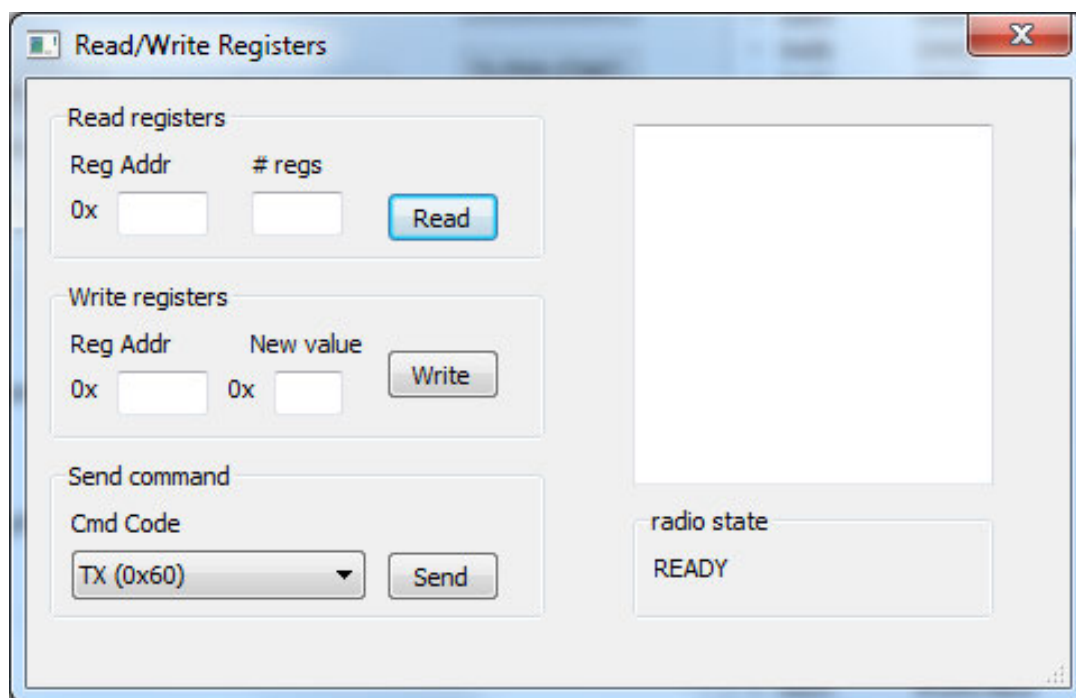 Read/Write Registers
Read registers
Reg Addr # regs
0x Read
Write registers
Reg Addr New value
0x 0x Write
Send command
Cmd Code
TX (0x60) Send
radio state
READY